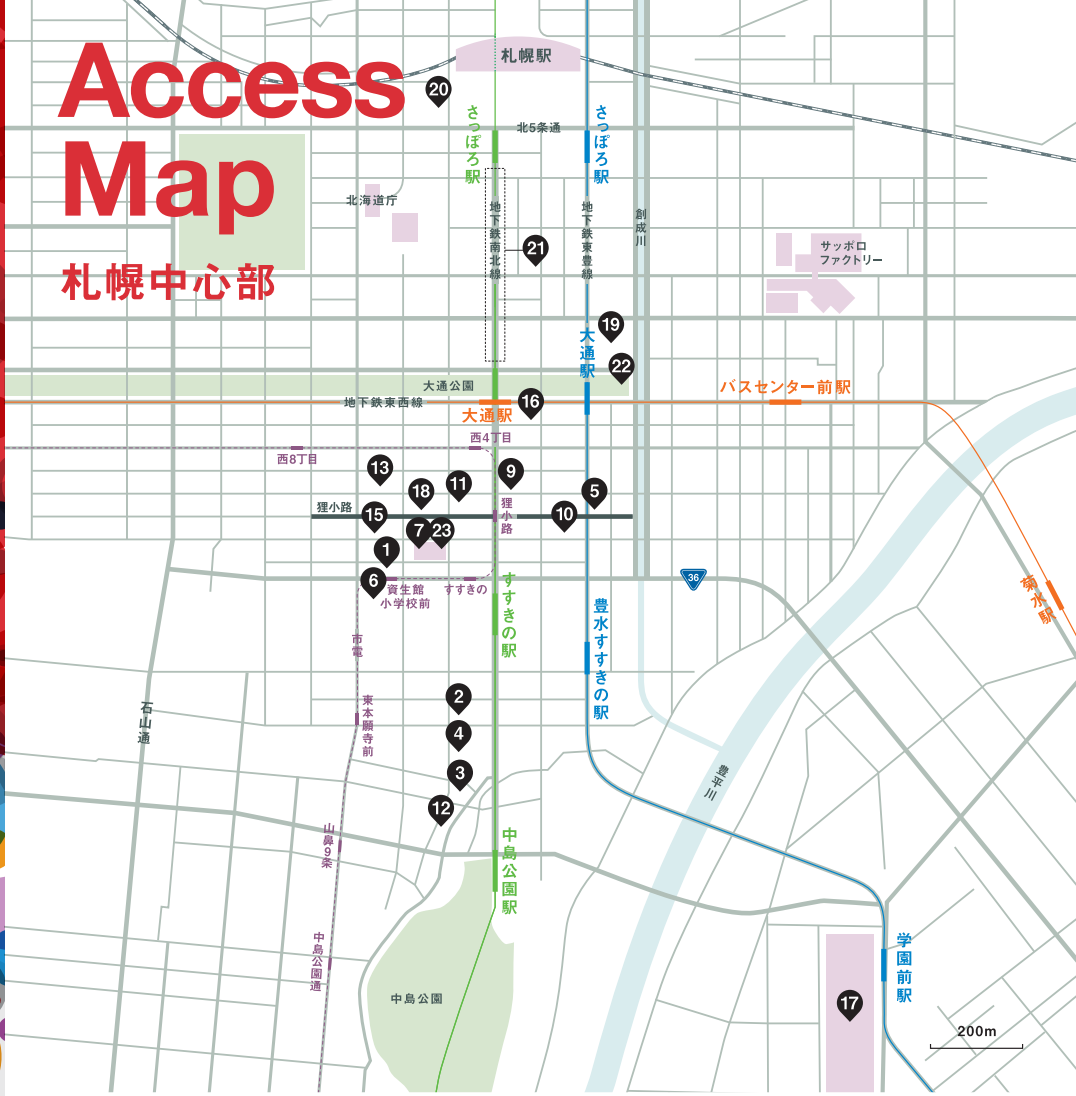 Access
Map
札幌中心部
札幌駅
20
さっぽろ駅
北5条通
さっぽろ駅
北海道庁
地下鉄南北線
21
地下鉄東豊線
創成川
サッポロ
ファクトリー
19
大通駅
22
大通公園
地下鉄東西線
16
大通駅
バスセンター前駅
西4丁目
西8丁目
13
9
11
18
5
狸小路
15
狸小路
10
7
23
1
6
資生館
小学校前
すすきの
すすきの駅
36
菊水駅
豊水すすきの駅
市電
2
東本願寺前
石山通
4
3
豊平川
12
山鼻9条
中島公園駅
中島公園通
学園前駅
中島公園
17
200m